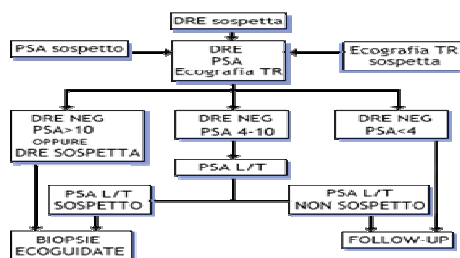 DRE sospetta
PSA sospetto
DRE
PSA
Ecografia TR
Ecografia TR
sospetta
DRE NEG
PSA>10
OPPURE
DRE SOSPETTA
DRE NEG
PSA 4-10
DRE NEG
PSA<4
PSA L/T
PSA L/T
SOSPETTO
PSA L/T
NON SOSPETTO
BIOPSIE
ECOGUIDATE
FOLLOW-UP